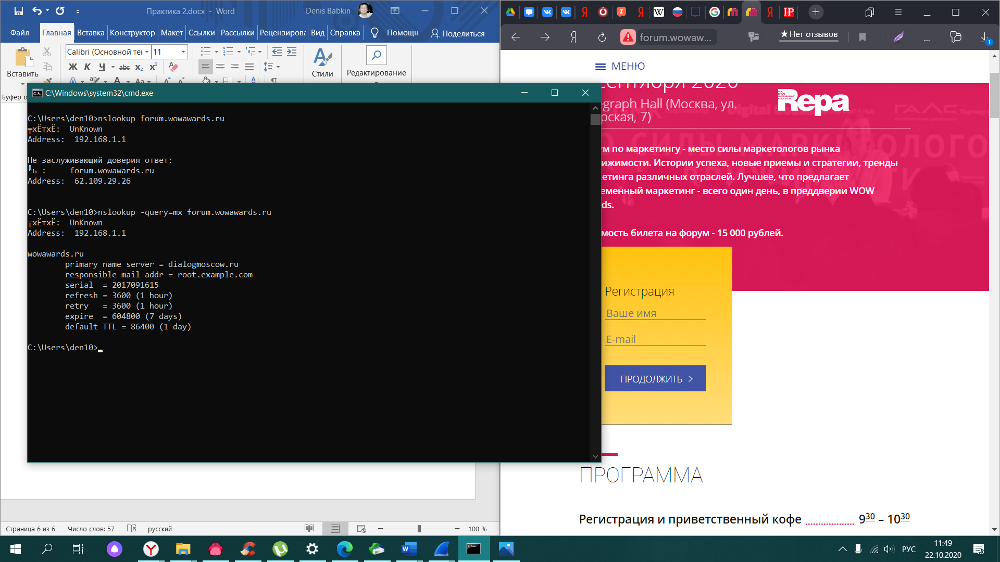 Практика 2.docx - Word
Denis Babkin
Файл
Главная
Вставка
Конструктор
Макет
Ссылки
Рассылки
Рецензирова
Вид
Справка
Помощн
Поделиться
Вставить
Calibri (Основной тек
11
Ж К Ч abc x₂ x²
Стили
Редактирование
Буфер о
C:\Windows\system32\cmd.exe
C:\Users\den10>nslookup forum.wowawards.ru
╤хЁтхЁ:  UnKnown
Address:  192.168.1.1
Не заслуживающий доверия ответ:
╚ь :     forum.wowawards.ru
Address:  62.109.29.26
C:\Users\den10>nslookup -query=mx forum.wowawards.ru
╤хЁтхЁ:  UnKnown
Address:  192.168.1.1
wowawards.ru
primary name server = dialogmoscow.ru
responsible mail addr = root.example.com
serial  = 2017091615
refresh = 3600 (1 hour)
retry   = 3600 (1 hour)
expire  = 604800 (7 days)
default TTL = 86400 (1 day)
C:\Users\den10>
Страница 6 из 6
Число слов: 57
русский
100 %
forum.wowaw...
★Нет отзывов
МЕНЮ
сентября 2020
egraph Hall (Москва, ул.
рская, 7)
Repa
ум по маркетингу - место силы маркетологов рынка
вижимости. Истории успеха, новые приемы и стратегии, тренды
кетинга различных отраслей. Лучшее, что предлагает
еменный маркетинг - всего один день, в преддверии WOW
ds.
мость билета на форум - 15 000 рублей.
Регистрация
Ваше имя
E-mail
ПРОДОЛЖИТЬ >
ПРОГРАММА
Регистрация и приветственный кофе .................. 9³⁰ – 10³⁰
РУС
11:49
22.10.2020